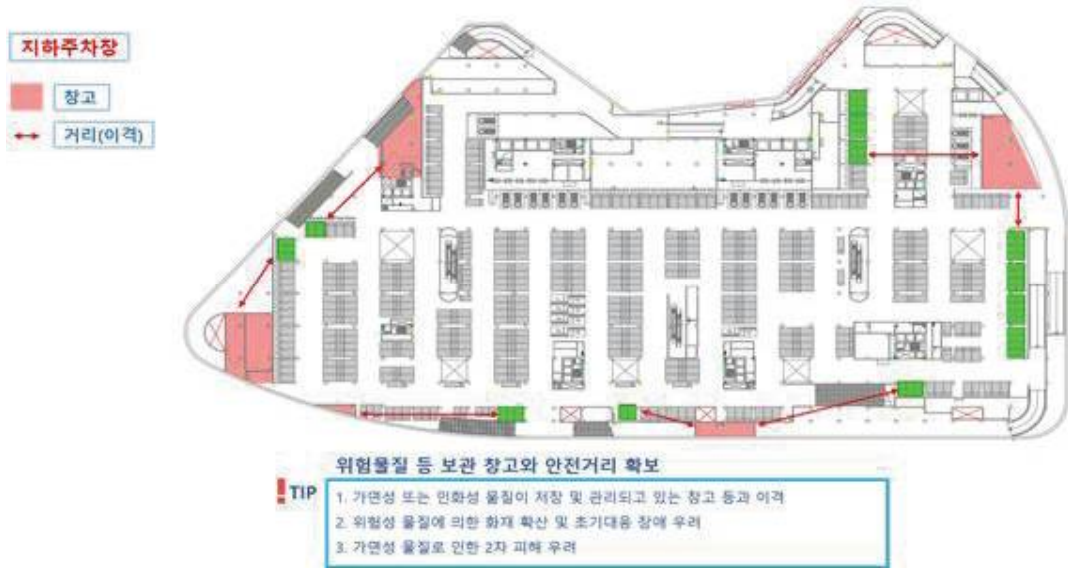 지하주차장
창고
거리(이격)
위험물질 등 보관 창고와 안전거리 확보
! TIP
1. 가연성 또는 인화성 물질이 저장 및 관리되고 있는 창고 등과 이격
2. 위험성 물질에 의한 화재 확산 및 초기대응 장애 우려
3. 가연성 물질로 인한 2차 피해 우려